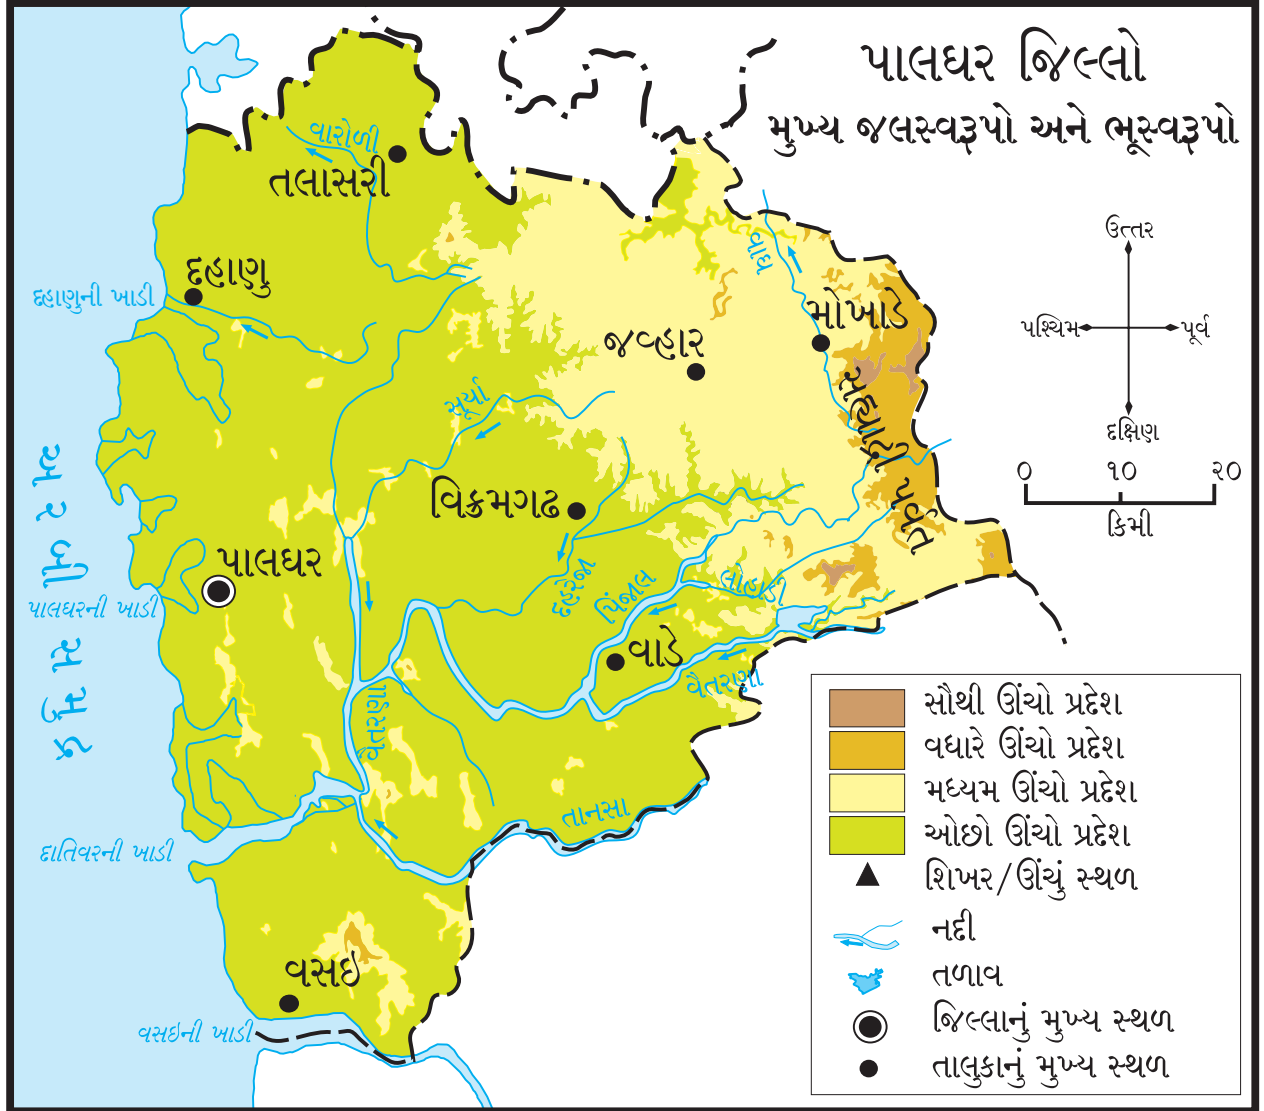 પાલઘર જિલ્લો
મુખ્ય જલસ્વરૂપો અને ભૂસ્વરૂપો
વારોળી
તલાસરી
ઉત્તર
વાઘ
દહાણુ
દહાણુની ખાડી
મોખાડે
પશ્ચિમ
પૂર્વ
જવ્હાર
સૂર્યા
સહ્યાદ્રી પર્વત
દક્ષિણ
૦ ૧૦ ૨૦
કિમી
અરબી સમુદ્ર
વિક્રમગઢ
પાલઘર
પાલઘરની ખાડી
દહેરજા
પિંજાલ
લોહાડી
વાડે
વૈતરણા
વૈતરણા
તાનસા
દાતિવરની ખાડી
વસઇ
વસઇની ખાડી
સૌથી ઊંચો પ્રદેશ
વધારે ઊંચો પ્રદેશ
મધ્યમ ઊંચો પ્રદેશ
ઓછો ઊંચો પ્રદેશ
શિખર/ઊંચું સ્થળ
નદી
તળાવ
જિલ્લાનું મુખ્ય સ્થળ
તાલુકાનું મુખ્ય સ્થળ